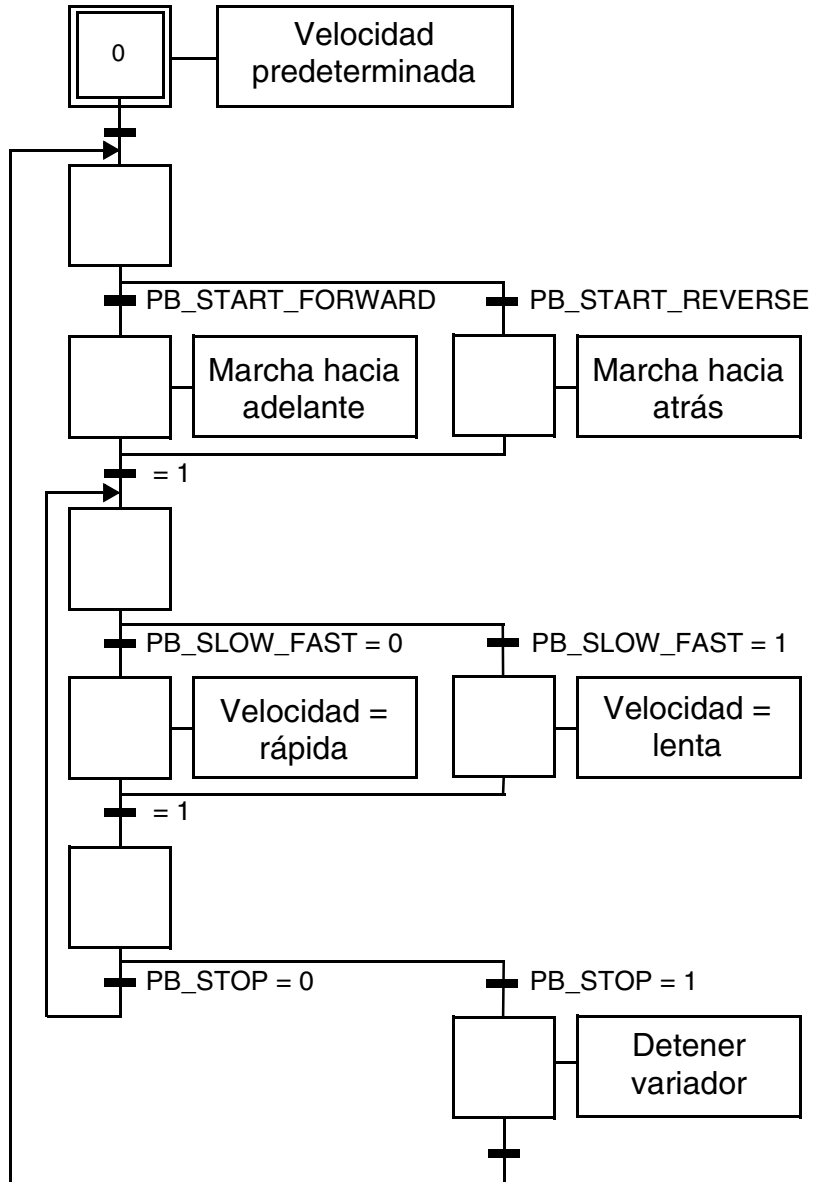 0
Velocidad
predeterminada
PB_START_FORWARD
PB_START_REVERSE
Marcha hacia
adelante
Marcha hacia
atrás
= 1
PB_SLOW_FAST = 0
PB_SLOW_FAST = 1
Velocidad =
rápida
Velocidad =
lenta
= 1
PB_STOP = 0
PB_STOP = 1
Detener
variador